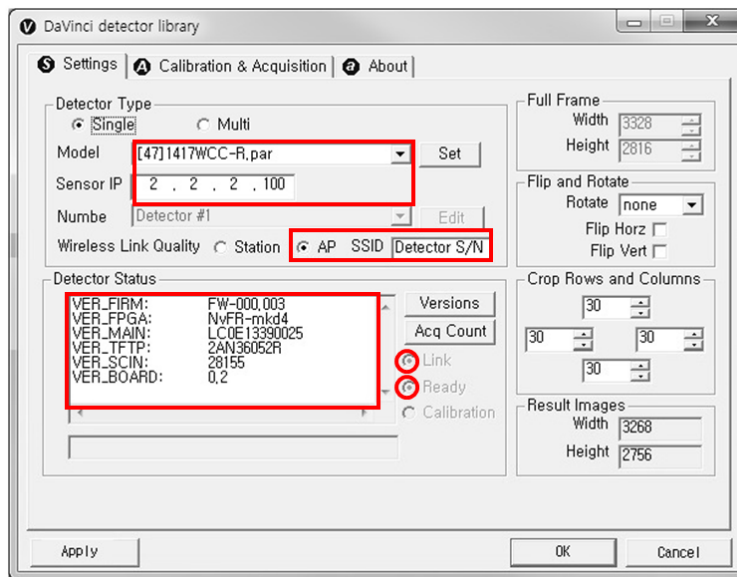 DaVinci detector library
Settings
Calibration & Acquisition
About
Detector Type
Single
Multi
Model
[47]1417WCC-R.par
Set
Sensor IP
2 . 2 . 2 . 100
Numbe
Detector #1
Edit
Wireless Link Quality
Station
AP
SSID
Detector S/N
Detector Status
VER_FIRM: FW-000.003
VER_FPGA: NvFR-mkd4
VER_MAIN: LC0E13390025
VER_TFTP: 2AN36052R
VER_SCIN: 28155
VER_BOARD: 0.2
Versions
Acq Count
Link
Ready
Calibration
Full Frame
Width 3328
Height 2816
Flip and Rotate
Rotate none
Flip Horz
Flip Vert
Crop Rows and Columns
30
30
30
30
Result Images
Width 3268
Height 2756
Apply
OK
Cancel